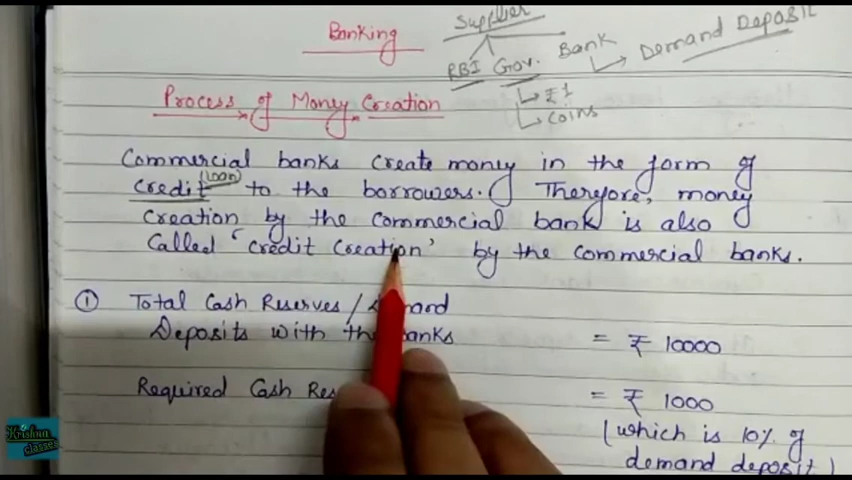 Banking
Supplier
RBI Gov. Bank
Demand Deposit
₹1
Coins
Process of Money Creation
Commercial banks create money in the form of
credit (loan) to the borrowers. Therefore, money
creation by the commercial bank is also
Called 'Credit Creation' by the commercial banks.
① Total Cash Reserves/Demand
Deposits with the banks = ₹ 10000
Required Cash Res = ₹ 1000
(which is 10% of
demand deposit)
Krishna
classes